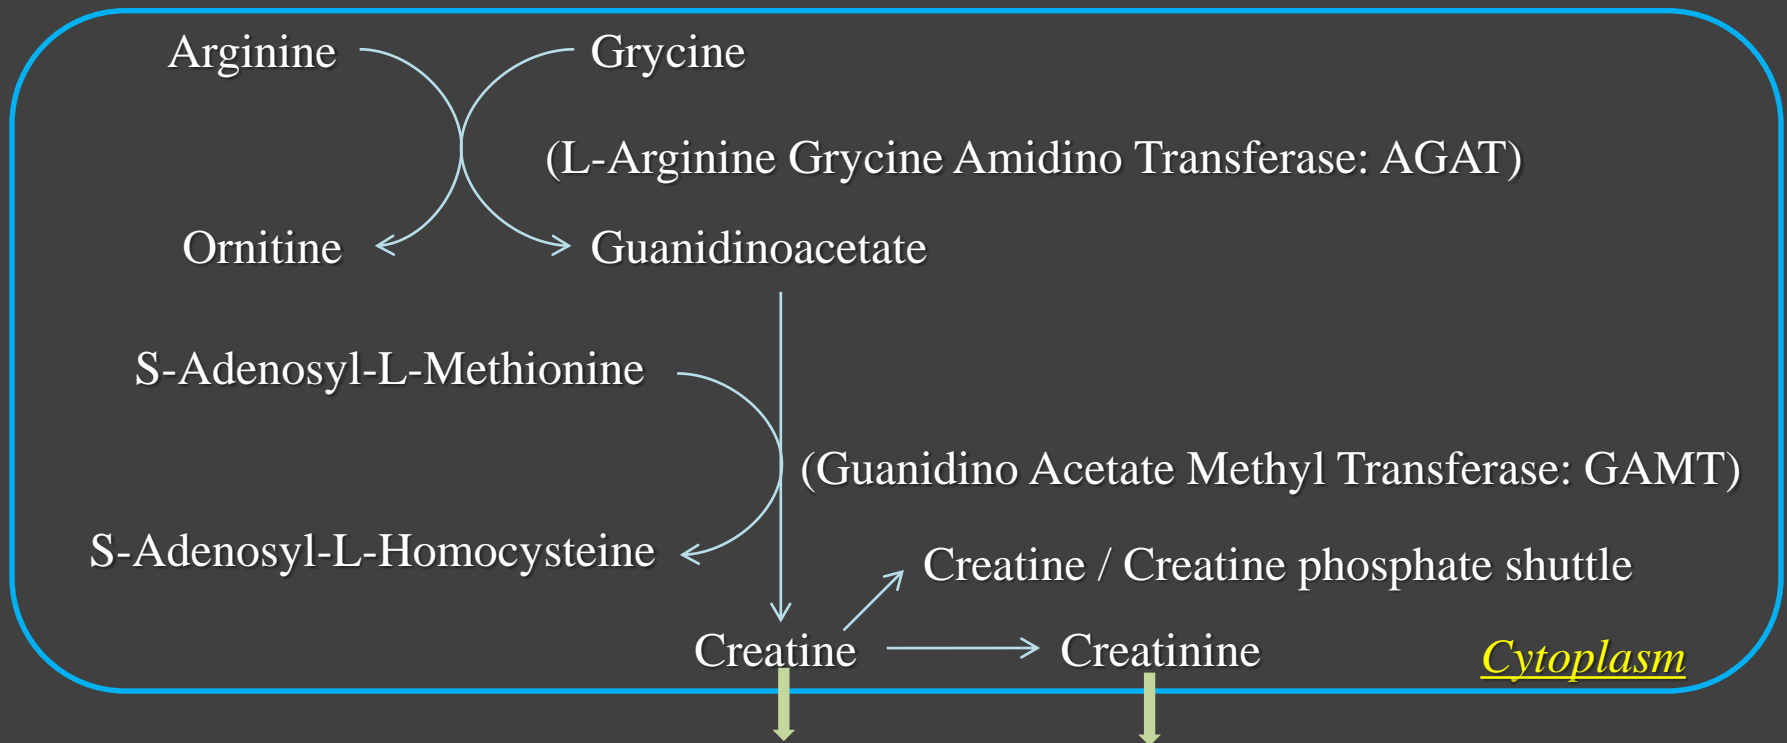 Arginine
Grycine
(L-Arginine Grycine Amidino Transferase: AGAT)
Ornitine
Guanidinoacetate
S-Adenosyl-L-Methionine
(Guanidino Acetate Methyl Transferase: GAMT)
S-Adenosyl-L-Homocysteine
Creatine / Creatine phosphate shuttle
Creatine
Creatinine
Cytoplasm